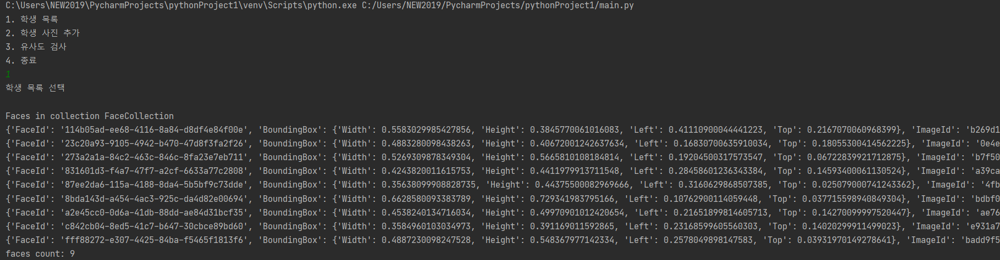 C:\Users\NEW2019\PycharmProjects\pythonProject1\venv\Scripts\python.exe C:/Users/NEW2019/PycharmProjects/pythonProject1/main.py
1. 학생 목록
2. 학생 사진 추가
3. 유사도 검사
4. 종료
1
학생 목록 선택
Faces in collection FaceCollection
{'FaceId': '114b05ad-ee68-4116-8a84-d8df4e84f00e', 'BoundingBox': {'Width': 0.5583029985427856, 'Height': 0.3845770061016083, 'Left': 0.41110900044441223, 'Top': 0.2167070060968399}, 'ImageId': 'b269d1
{'FaceId': '23c20a93-9105-4942-b470-47d8f3fa2f26', 'BoundingBox': {'Width': 0.4883280098438263, 'Height': 0.40672001242637634, 'Left': 0.16830700635910034, 'Top': 0.18055300414562225}, 'ImageId': '0e4e
{'FaceId': '273a2a1a-84c2-463c-846c-8fa23e7eb711', 'BoundingBox': {'Width': 0.5269309878349304, 'Height': 0.5665810108184814, 'Left': 0.19204500317573547, 'Top': 0.06722839921712875}, 'ImageId': 'b7f50
{'FaceId': '831601d3-f4a7-47f7-a2cf-6633a77c2808', 'BoundingBox': {'Width': 0.4243820011615753, 'Height': 0.4411979913711548, 'Left': 0.28458601236343384, 'Top': 0.14593400061130524}, 'ImageId': 'a39ca
{'FaceId': '87ee2da6-115a-4188-8da4-5b5bf9c73dde', 'BoundingBox': {'Width': 0.35638099908828735, 'Height': 0.443755000829696​66, 'Left': 0.3160629868507385, 'Top': 0.025079000741243362}, 'ImageId': '4fb
{'FaceId': '8bda143d-a454-4ac3-925c-da4d82e00694', 'BoundingBox': {'Width': 0.6628580093383789, 'Height': 0.729341983795166, 'Left': 0.10762900114059448, 'Top': 0.037715598940849304}, 'ImageId': 'bdbf0
{'FaceId': 'a2e45cc0-0d6a-41db-88dd-ae84d31bcf35', 'BoundingBox': {'Width': 0.4538240134716034, 'Height': 0.49970901012420654, 'Left': 0.21651899814605713, 'Top': 0.14270099997520447}, 'ImageId': 'ae76
{'FaceId': 'c842cb04-8ed5-41c7-b647-30cbce89bd60', 'BoundingBox': {'Width': 0.3584960103034973, 'Height': 0.391169011592865, 'Left': 0.23168599605560303, 'Top': 0.14020299911499023}, 'ImageId': 'e931a7
{'FaceId': 'fff88272-e307-4425-84ba-f5465f1813f6', 'BoundingBox': {'Width': 0.4887230098247528, 'Height': 0.548367977142334, 'Left': 0.2578049898147583, 'Top': 0.03931970149278641}, 'ImageId': 'badd9f5
faces count: 9